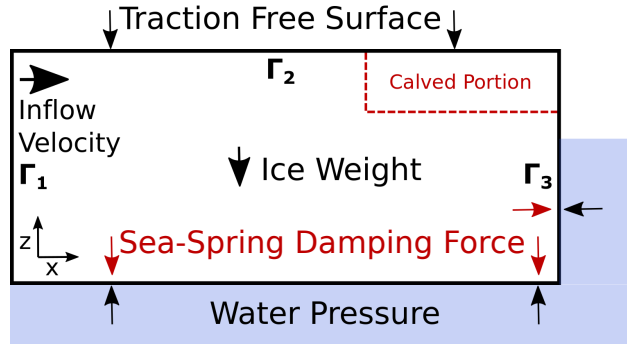 Traction Free Surface
Γ2
Calved Portion
Inflow
Velocity
Γ1
Ice Weight
Γ3
z
x
Sea-Spring Damping Force
Water Pressure